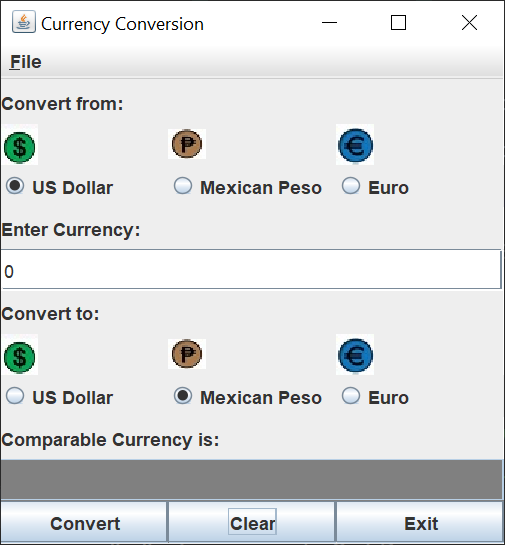 Currency Conversion
File
Convert from:
$ ₱ €
US Dollar Mexican Peso Euro
Enter Currency:
0
Convert to:
$ ₱ €
US Dollar Mexican Peso Euro
Comparable Currency is:
Convert Clear Exit